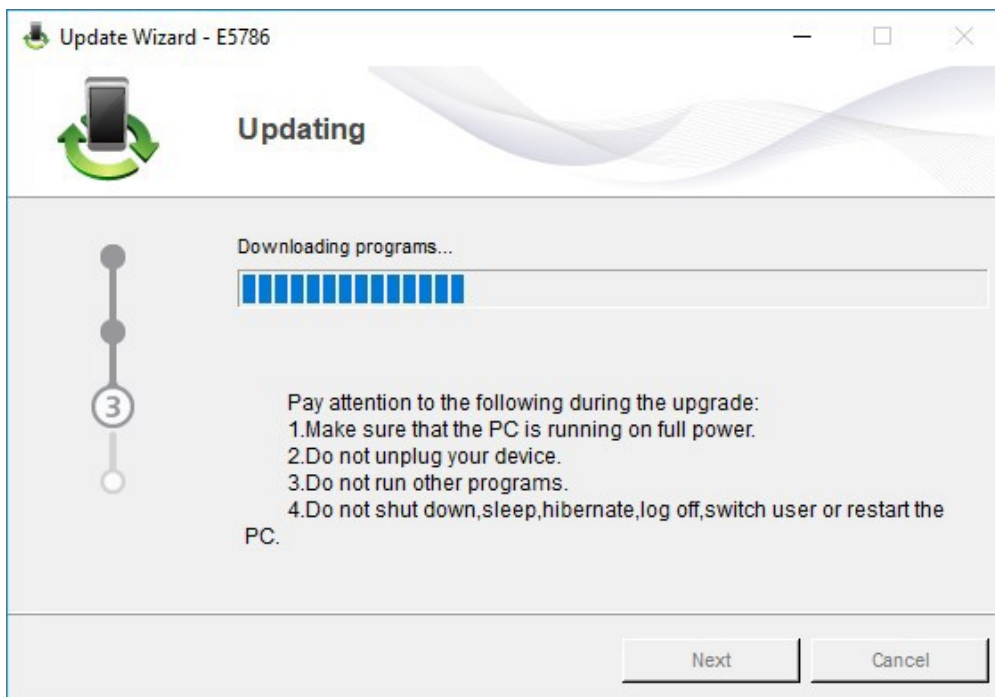 Update Wizard - E5786
Updating
Downloading programs...
3
Pay attention to the following during the upgrade:
1.Make sure that the PC is running on full power.
2.Do not unplug your device.
3.Do not run other programs.
4.Do not shut down,sleep,hibernate,log off,switch user or restart the
PC.
Next
Cancel